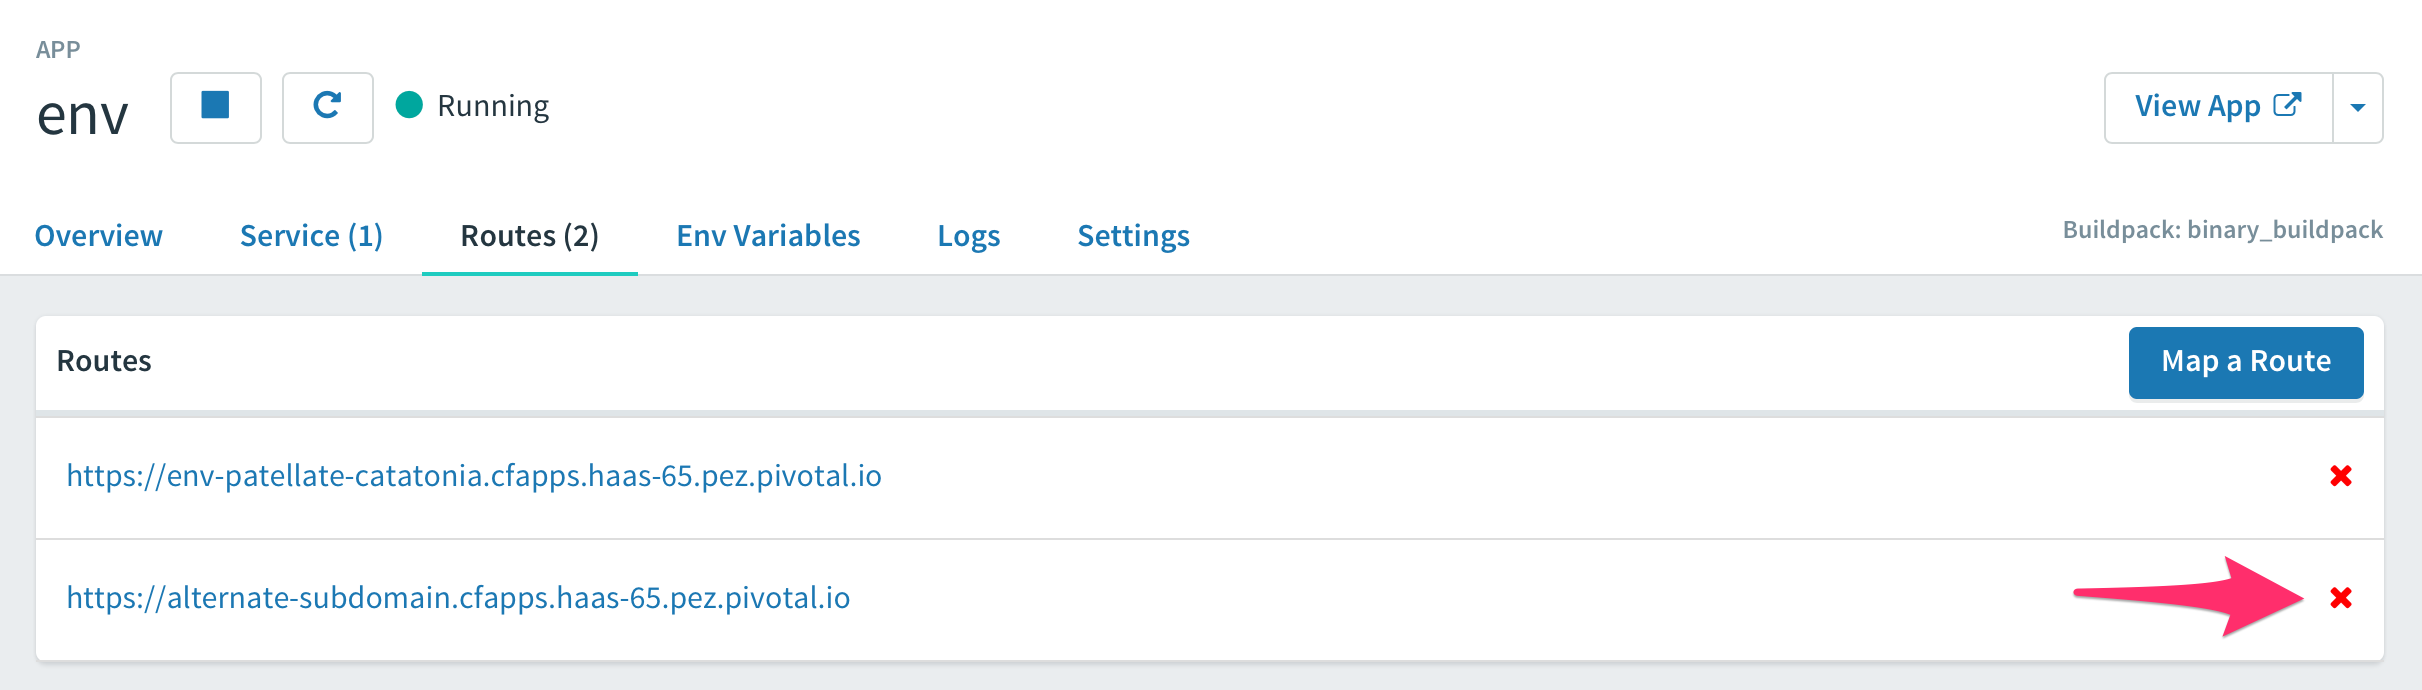 APP
env Running View App
Overview Service (1) Routes (2) Env Variables Logs Settings Buildpack: binary_buildpack
Routes Map a Route
https://env-patellate-catatonia.cfapps.haas-65.pez.pivotal.io
https://alternate-subdomain.cfapps.haas-65.pez.pivotal.io